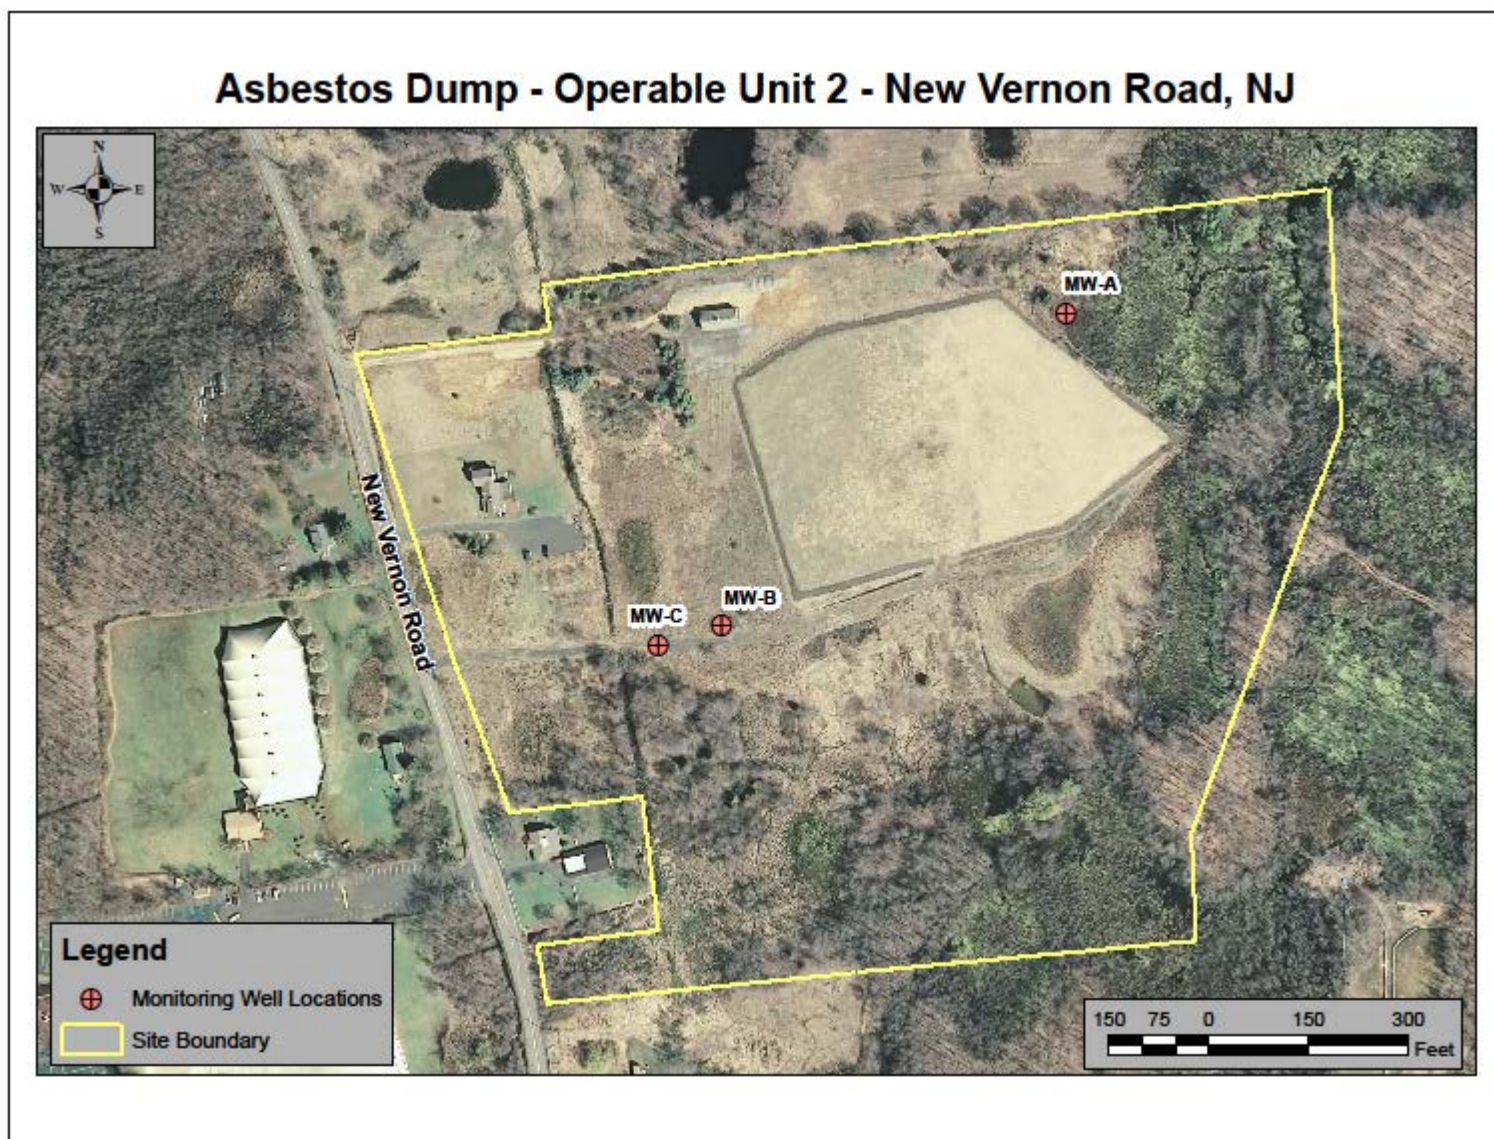 Asbestos Dump - Operable Unit 2 - New Vernon Road, NJ
N
W E
S
MW-A
New Vernon Road
MW-B
MW-C
Legend
Monitoring Well Locations
Site Boundary
150 75 0 150 300
Feet